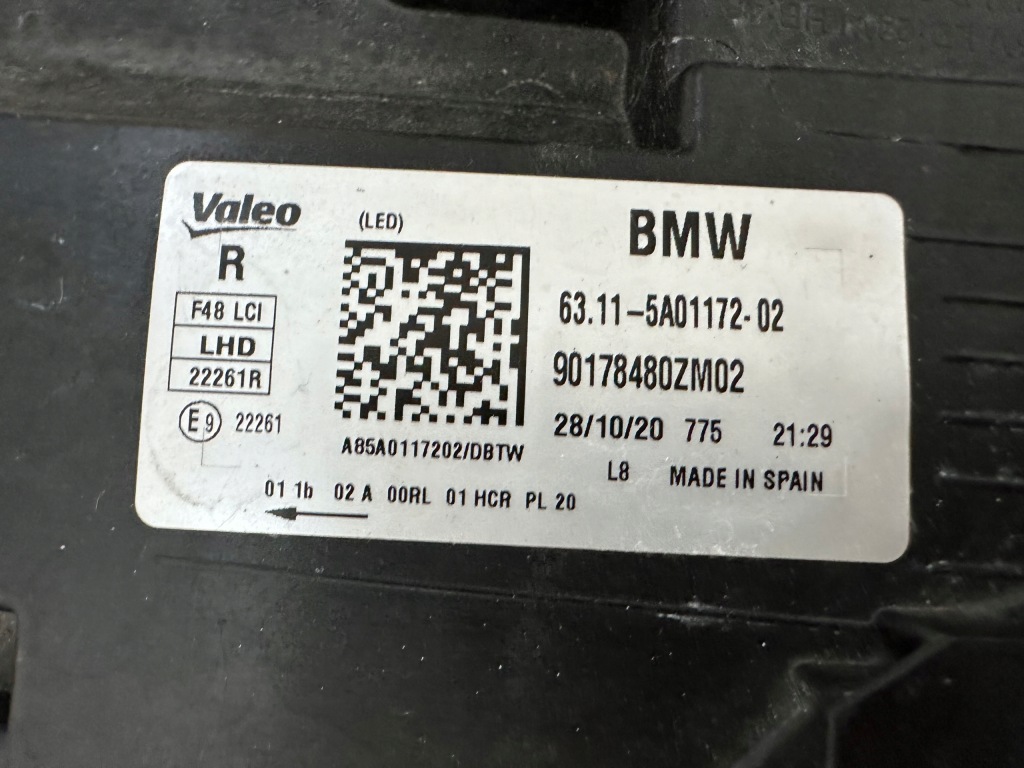 Valeo
(LED)
BMW
R
F48 LCI
LHD
22261R
E9 22261
63.11-5A01172-02
90178480ZM02
28/10/20 775 21:29
A85A0117202/DBTW
L8 MADE IN SPAIN
01 1b 02 A 00RL 01 HCR PL 20